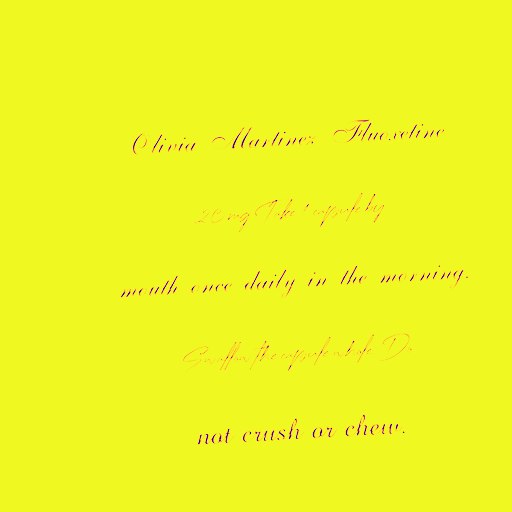 Olivia Martinez Fluoxetine
20 mg Take 1 capsule by
mouth once daily in the morning.
Swallow the capsule whole. Do
not crush or chew.